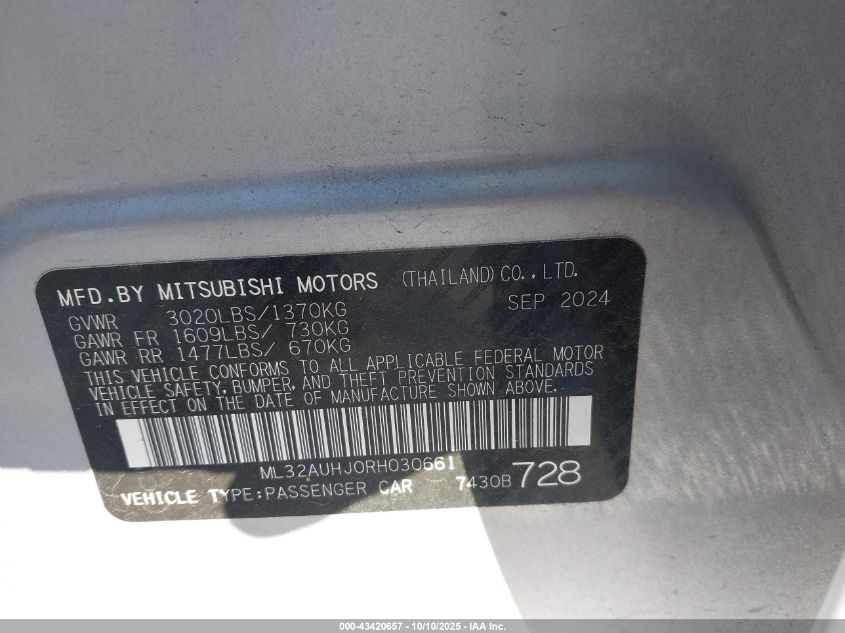 MFD.BY MITSUBISHI MOTORS (THAILAND)CO.,LTD.
GVWR 3020LBS/1370KG SEP 2024
GAWR FR 1609LBS/ 730KG
GAWR RR 1477LBS/ 670KG
THIS VEHICLE CONFORMS TO ALL APPLICABLE FEDERAL MOTOR
VEHICLE SAFETY, BUMPER, AND THEFT PREVENTION STANDARDS
IN EFFECT ON THE DATE OF MANUFACTURE SHOWN ABOVE.
ML32AUHJ0RH030661
VEHICLE TYPE:PASSENGER CAR 7430B 728
000-43420657 - 10/10/2025 - IAA Inc.